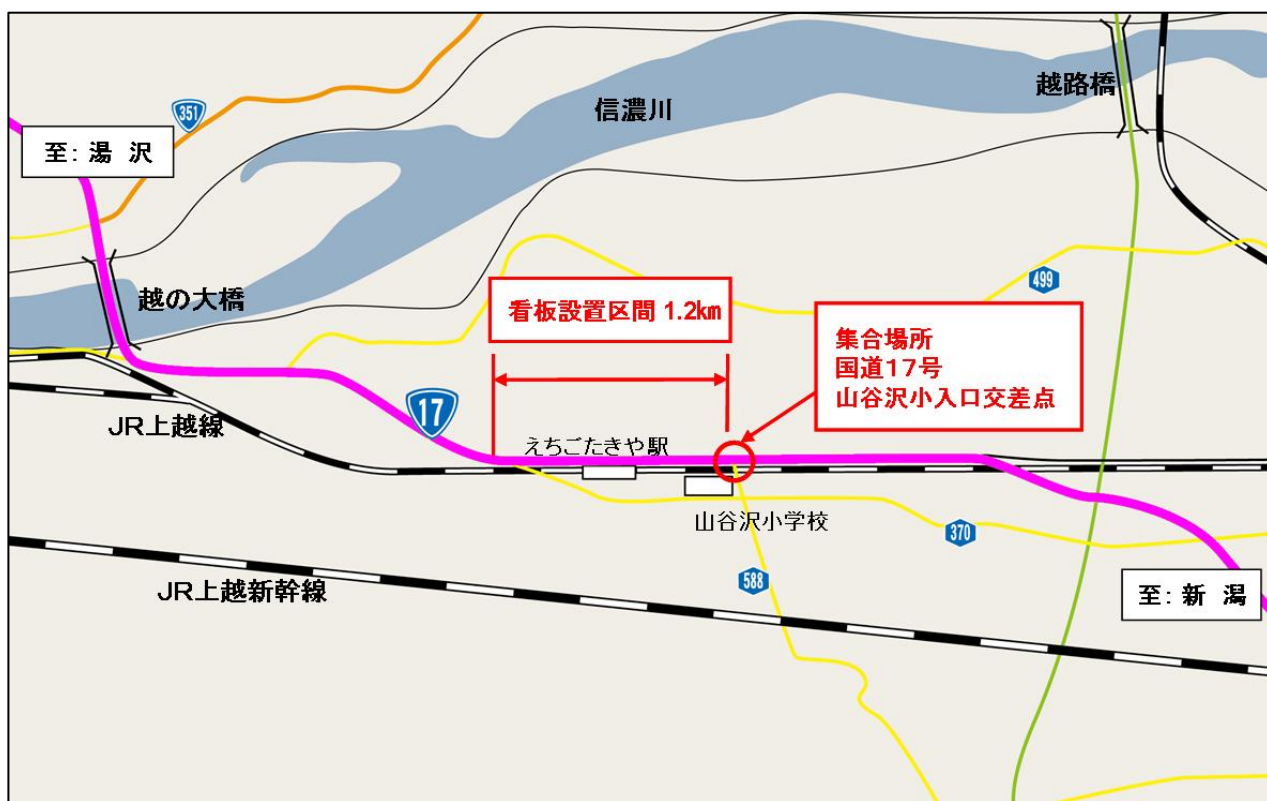 351
至: 湯 沢
信濃川
越路橋
越の大橋
看板設置区間 1.2㎞
499
集合場所
国道17号
山谷沢小入口交差点
17
JR上越線
えちごたきや駅
山谷沢小学校
370
588
JR上越新幹線
至: 新 潟